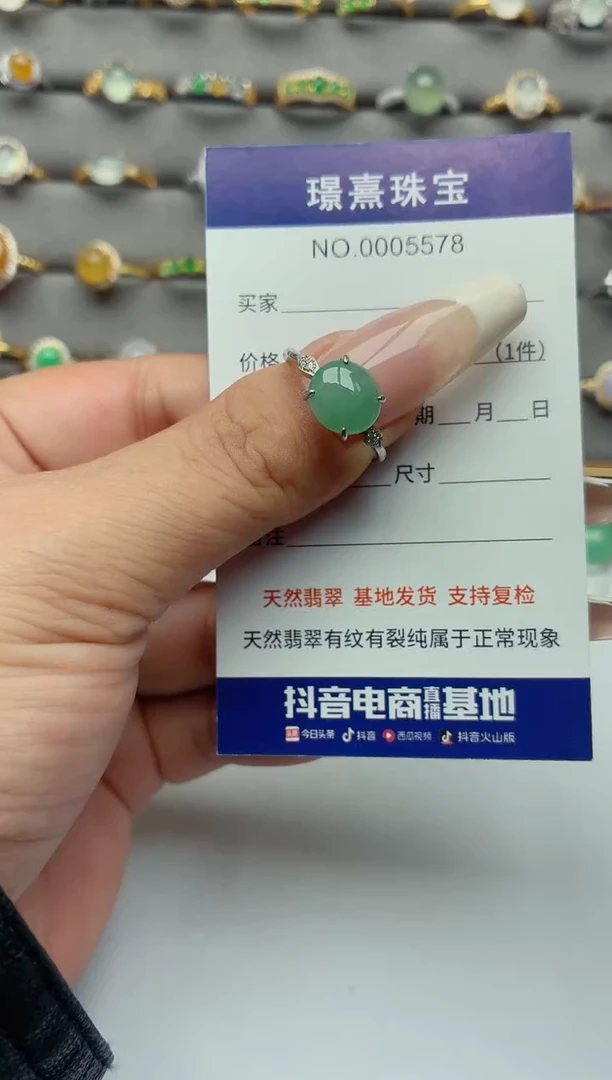 璟熹珠宝
NO.0005578
买家
价格 (1件)
期 月 日
尺寸
注
天然翡翠 基地发货 支持复检
天然翡翠有纹有裂纯属于正常现象
抖音电商直播基地
今日头条 抖音 西瓜视频 抖音火山版